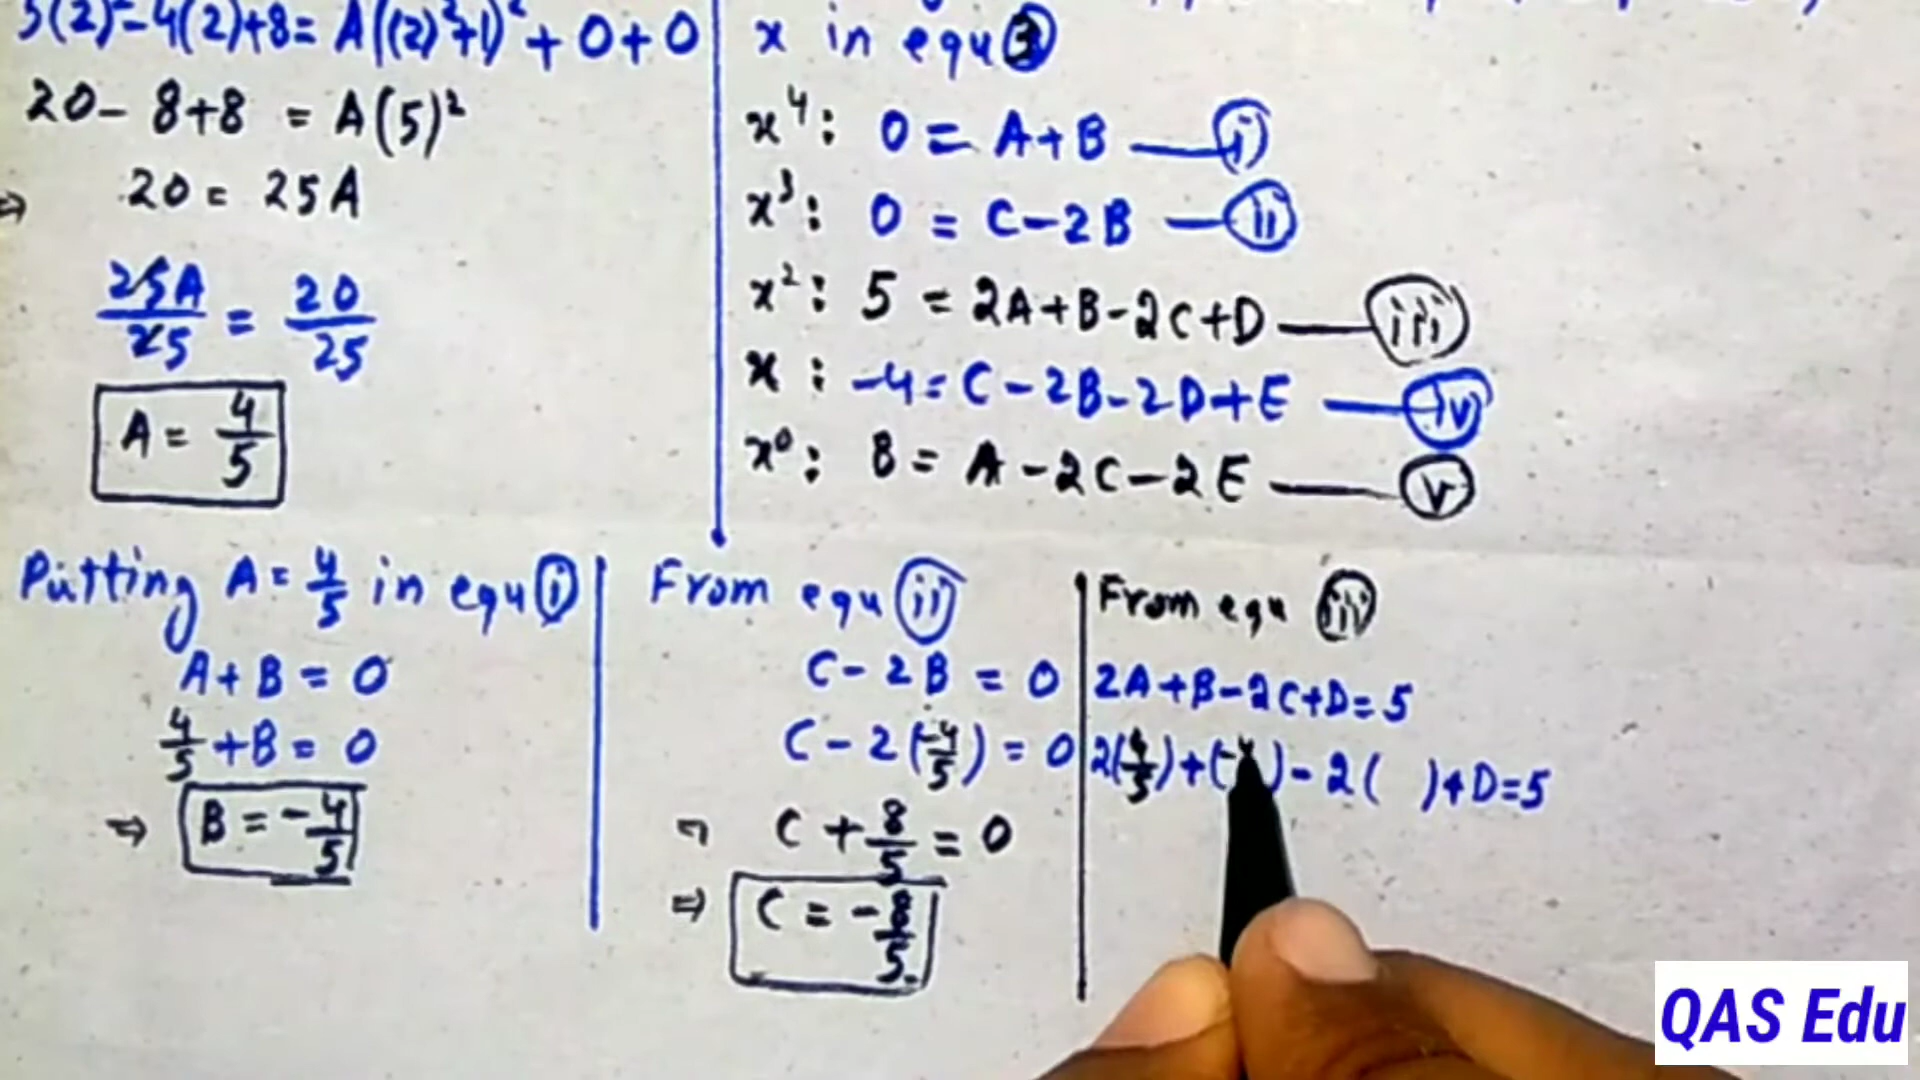 5(2)²-4(2)+8= A((2)²+1)² + 0+0
20- 8+8 = A(5)²
⇒ 20 = 25A
25A/25 = 20/25
A= 4/5
x in equ ③
x⁴: 0 = A+B — (i)
x³: 0 = C-2B — (ii)
x²: 5 = 2A+B-2C+D — (iii)
x : -4= C-2B-2D+E — (iv)
x⁰: 8= A-2C-2E — (v)
Putting A= 4/5 in equ (i)
A+B=0
4/5+B=0
⇒ B=-4/5
From equ (ii)
C-2B = 0
C-2(-4/5) = 0
⇒ C+8/5=0
⇒ C=-8/5
From equ (iii)
2A+B-2C+D=5
2(4/5)+(-4 )-2( )+D=5
QAS Edu